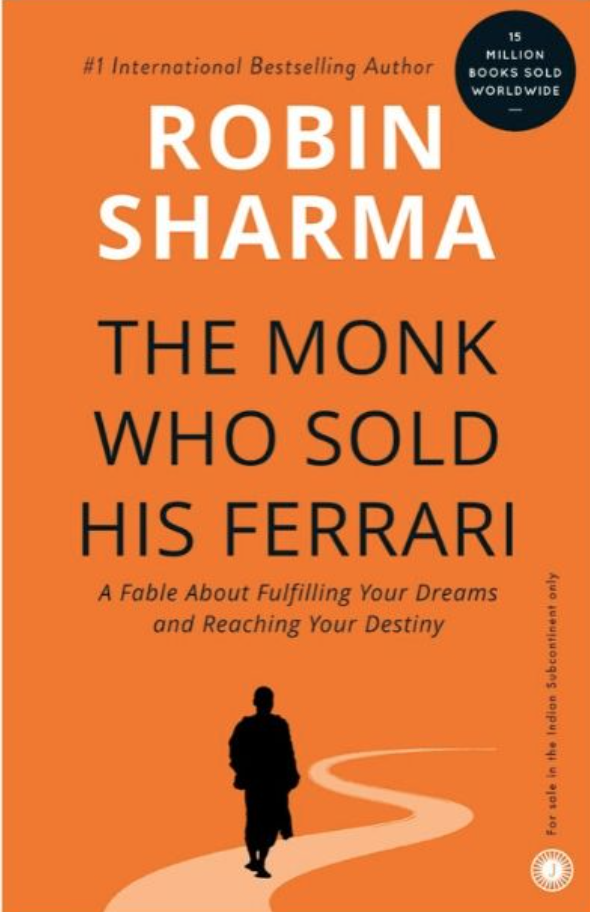 #1 International Bestselling Author
15
MILLION
BOOKS SOLD
WORLDWIDE
ROBIN
SHARMA
THE MONK
WHO SOLD
HIS FERRARI
A Fable About Fulfilling Your Dreams
and Reaching Your Destiny
For sale in the Indian Subcontinent only
J